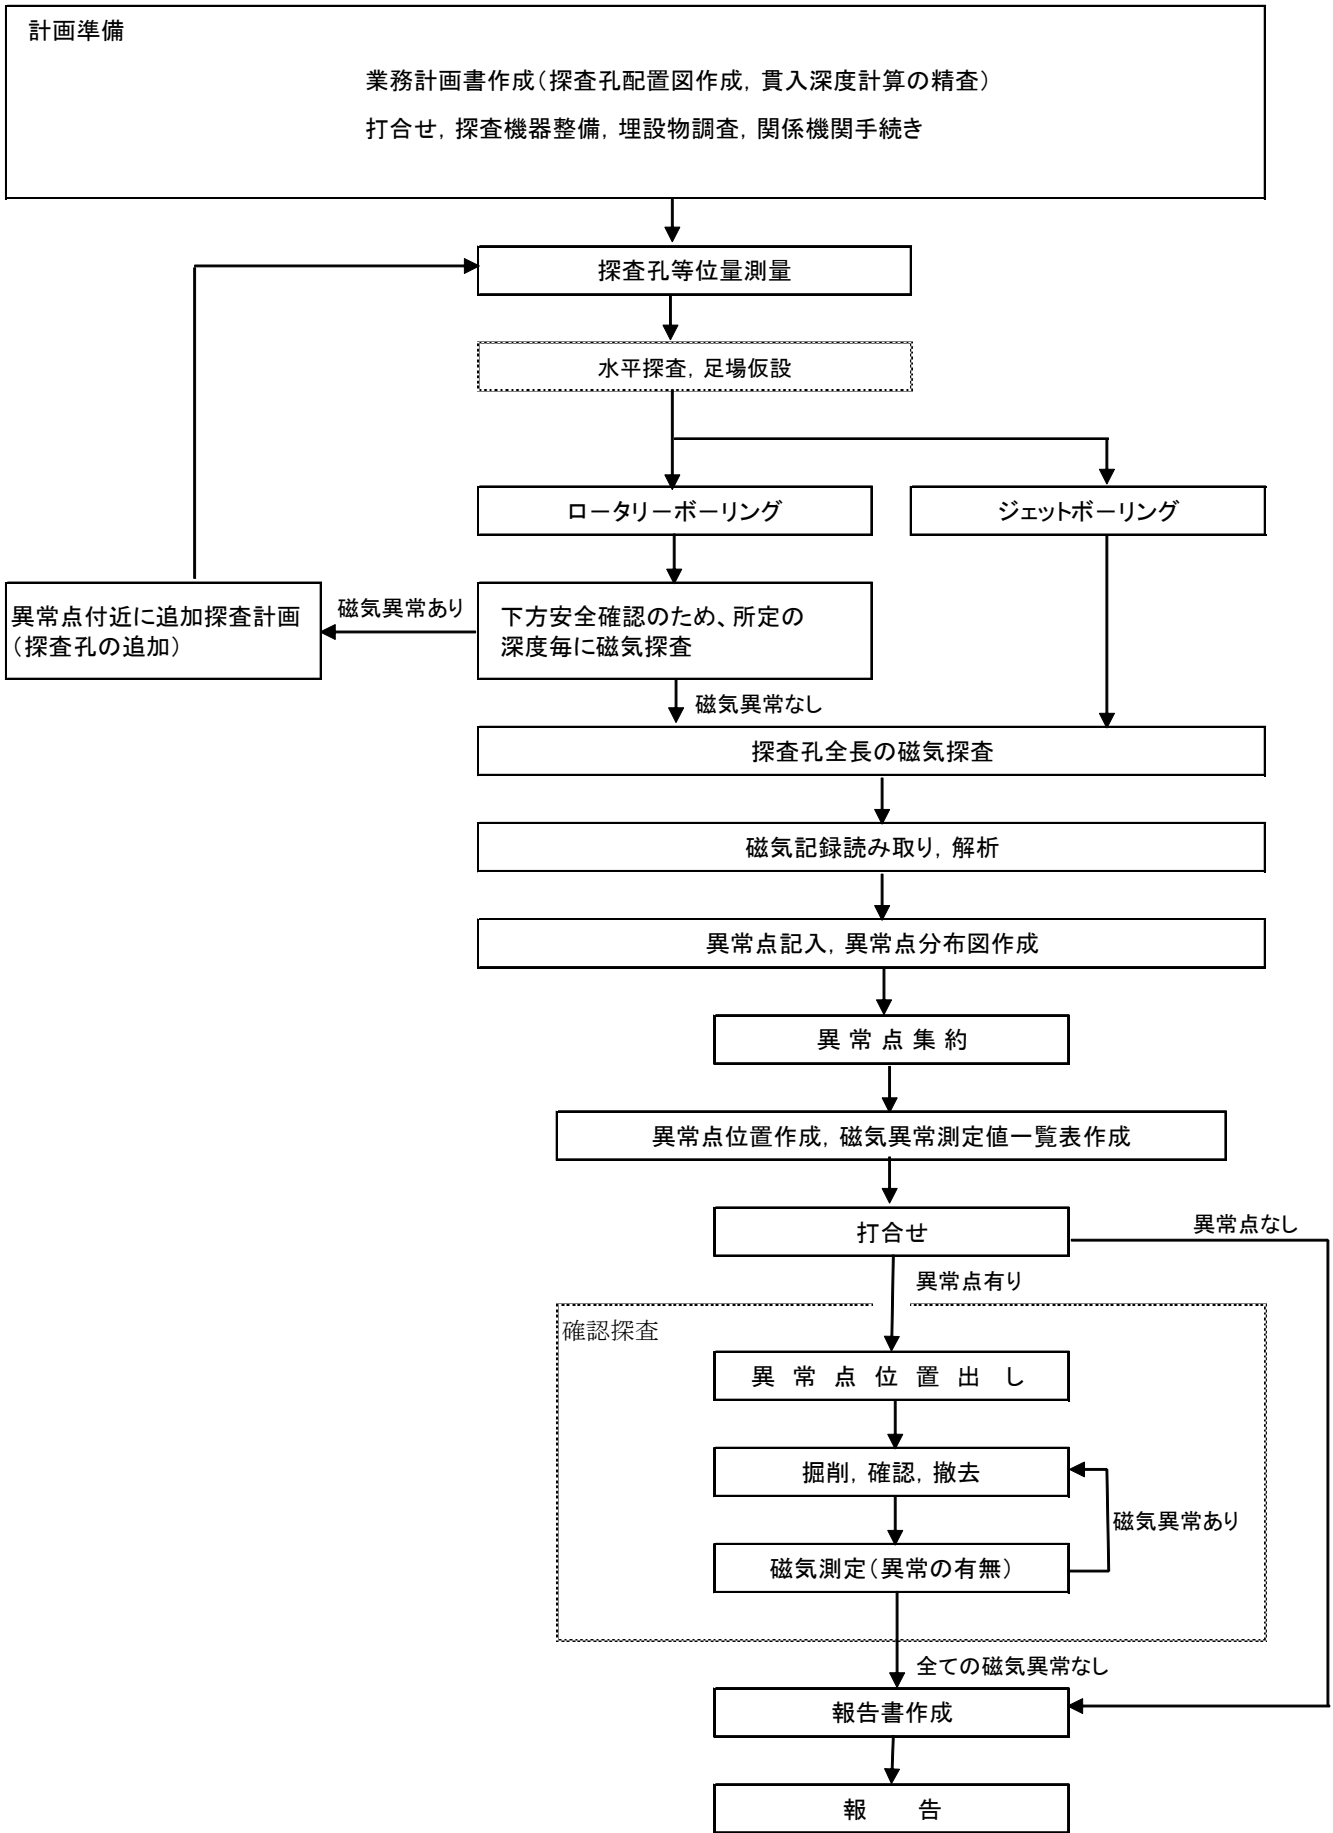 計画準備
業務計画書作成(探査孔配置図作成, 貫入深度計算の精査)
打合せ, 探査機器整備, 埋設物調査, 関係機関手続き
探査孔等位量測量
水平探査, 足場仮設
ロータリーボーリング
ジェットボーリング
異常点付近に追加探査計画
(探査孔の追加)
磁気異常あり
下方安全確認のため、所定の
深度毎に磁気探査
磁気異常なし
探査孔全長の磁気探査
磁気記録読み取り, 解析
異常点記入, 異常点分布図作成
異 常 点 集 約
異常点位置作成, 磁気異常測定値一覧表作成
打合せ
異常点なし
異常点有り
確認探査
異 常 点 位 置 出 し
掘削, 確認, 撤去
磁気異常あり
磁気測定(異常の有無)
全ての磁気異常なし
報告書作成
報 告